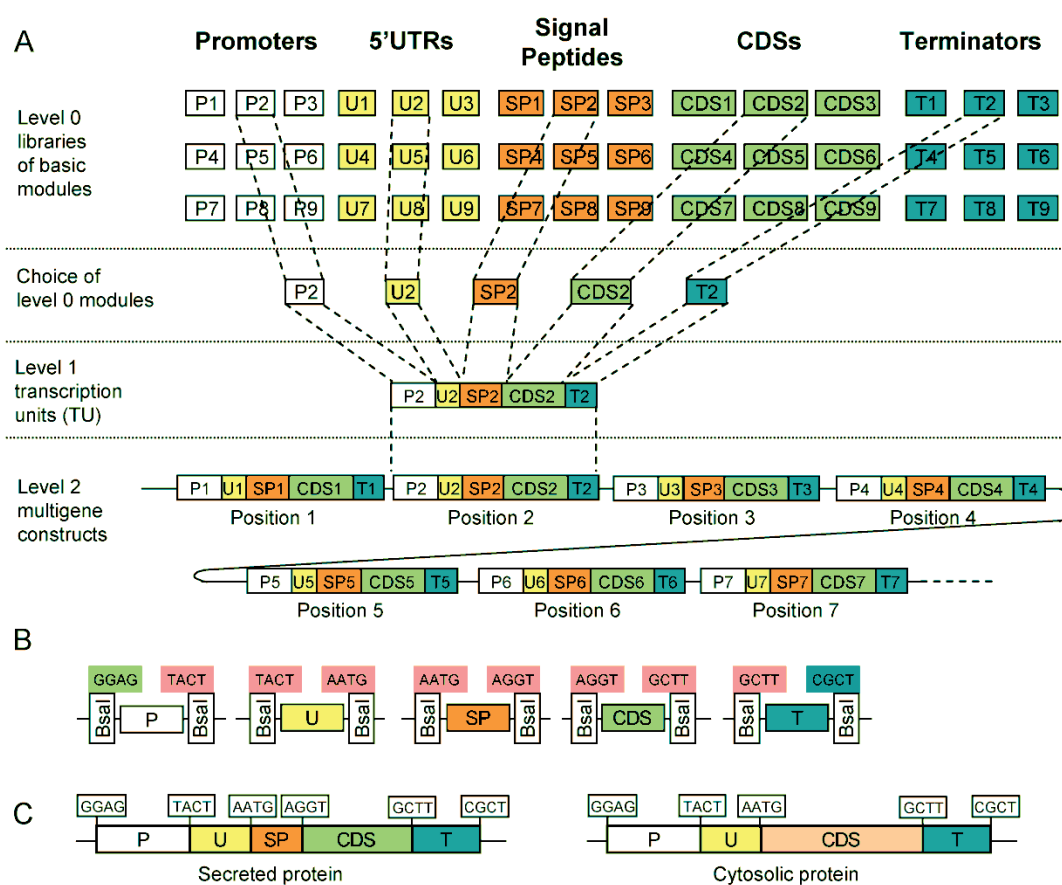 A
Promoters 5'UTRs Signal Peptides CDSs Terminators
Level 0 libraries of basic modules
P1 P2 P3 U1 U2 U3 SP1 SP2 SP3 CDS1 CDS2 CDS3 T1 T2 T3
P4 P5 P6 U4 U5 U6 SP4 SP5 SP6 CDS4 CDS5 CDS6 T4 T5 T6
P7 P8 P9 U7 U8 U9 SP7 SP8 SP9 CDS7 CDS8 CDS9 T7 T8 T9
Choice of level 0 modules
P2 U2 SP2 CDS2 T2
Level 1 transcription units (TU)
P2 U2 SP2 CDS2 T2
Level 2 multigene constructs
P1 U1 SP1 CDS1 T1 P2 U2 SP2 CDS2 T2 P3 U3 SP3 CDS3 T3 P4 U4 SP4 CDS4 T4
Position 1 Position 2 Position 3 Position 4
P5 U5 SP5 CDS5 T5 P6 U6 SP6 CDS6 T6 P7 U7 SP7 CDS7 T7
Position 5 Position 6 Position 7
B
GGAG TACT TACT AATG AATG AGGT AGGT GCTT GCTT CGCT
BsaI P BsaI BsaI U BsaI BsaI SP BsaI BsaI CDS BsaI BsaI T BsaI
C
GGAG TACT AATG AGGT GCTT CGCT GGAG TACT AATG GCTT CGCT
P U SP CDS T P U CDS T
Secreted protein Cytosolic protein